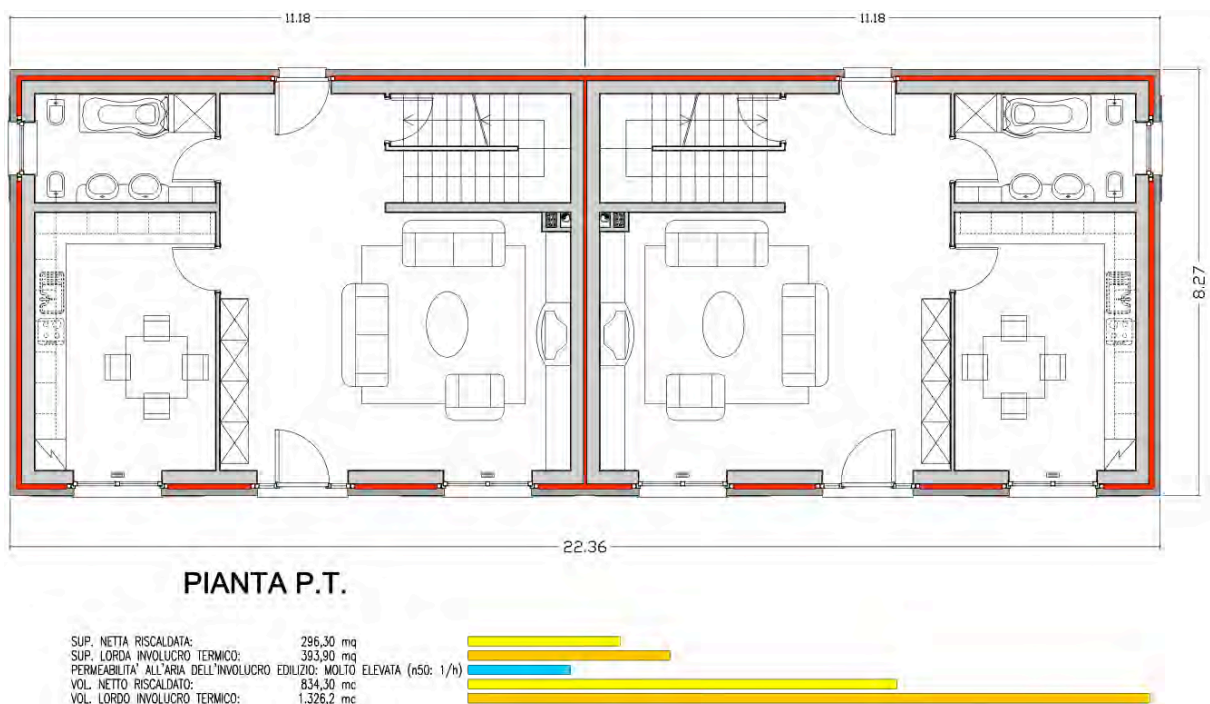 11.18 11.18
8.27
22.36
PIANTA P.T.
SUP. NETTA RISCALDATA: 296,30 mq
SUP. LORDA INVOLUCRO TERMICO: 393,90 mq
PERMEABILITA' ALL'ARIA DELL'INVOLUCRO EDILIZIO: MOLTO ELEVATA (n50: 1/h)
VOL. NETTO RISCALDATO: 834,30 mc
VOL. LORDO INVOLUCRO TERMICO: 1.326,2 mc